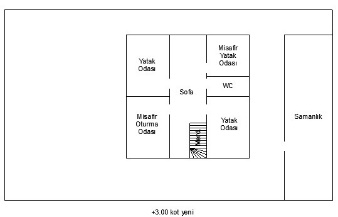 Misafir
Yatak
Odası
Yatak
Odası
WC
Sofa
Misafir
Oturma
Odası
Yatak
Odası
Samanlık
+3.00 kot yeni